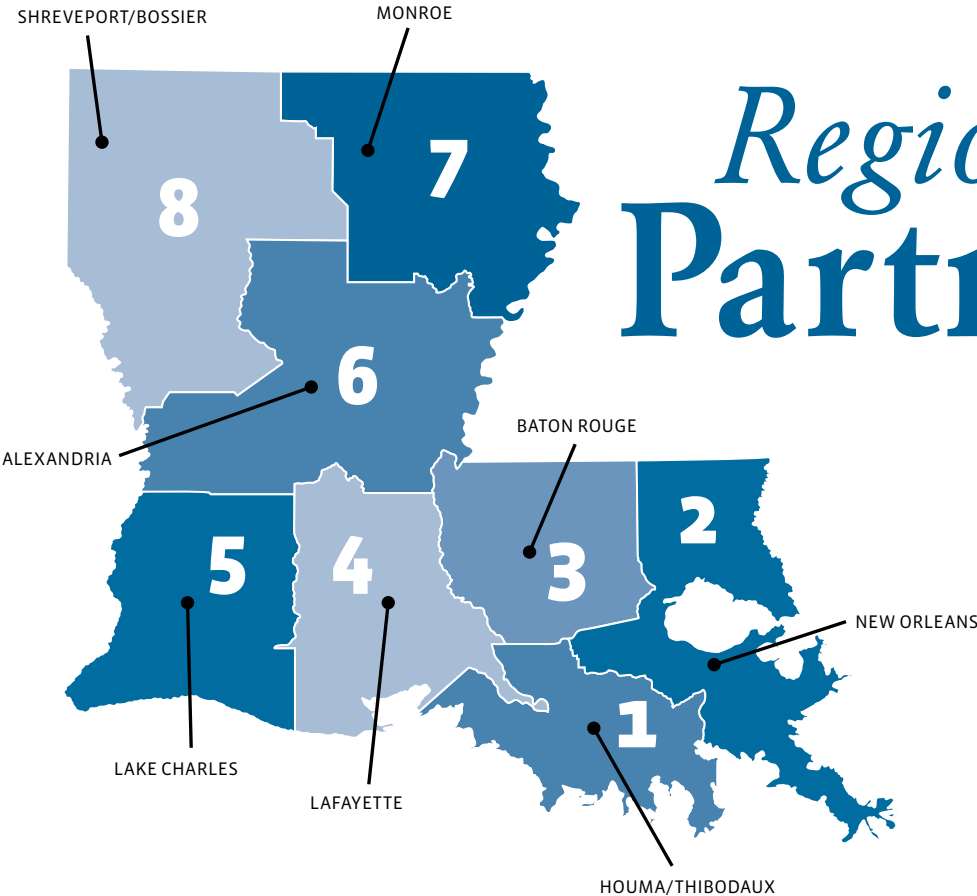 SHREVEPORT/BOSSIER
MONROE
7
8
6
ALEXANDRIA
BATON ROUGE
2
5
4
3
NEW ORLEANS
1
LAKE CHARLES
LAFAYETTE
HOUMA/THIBODAUX